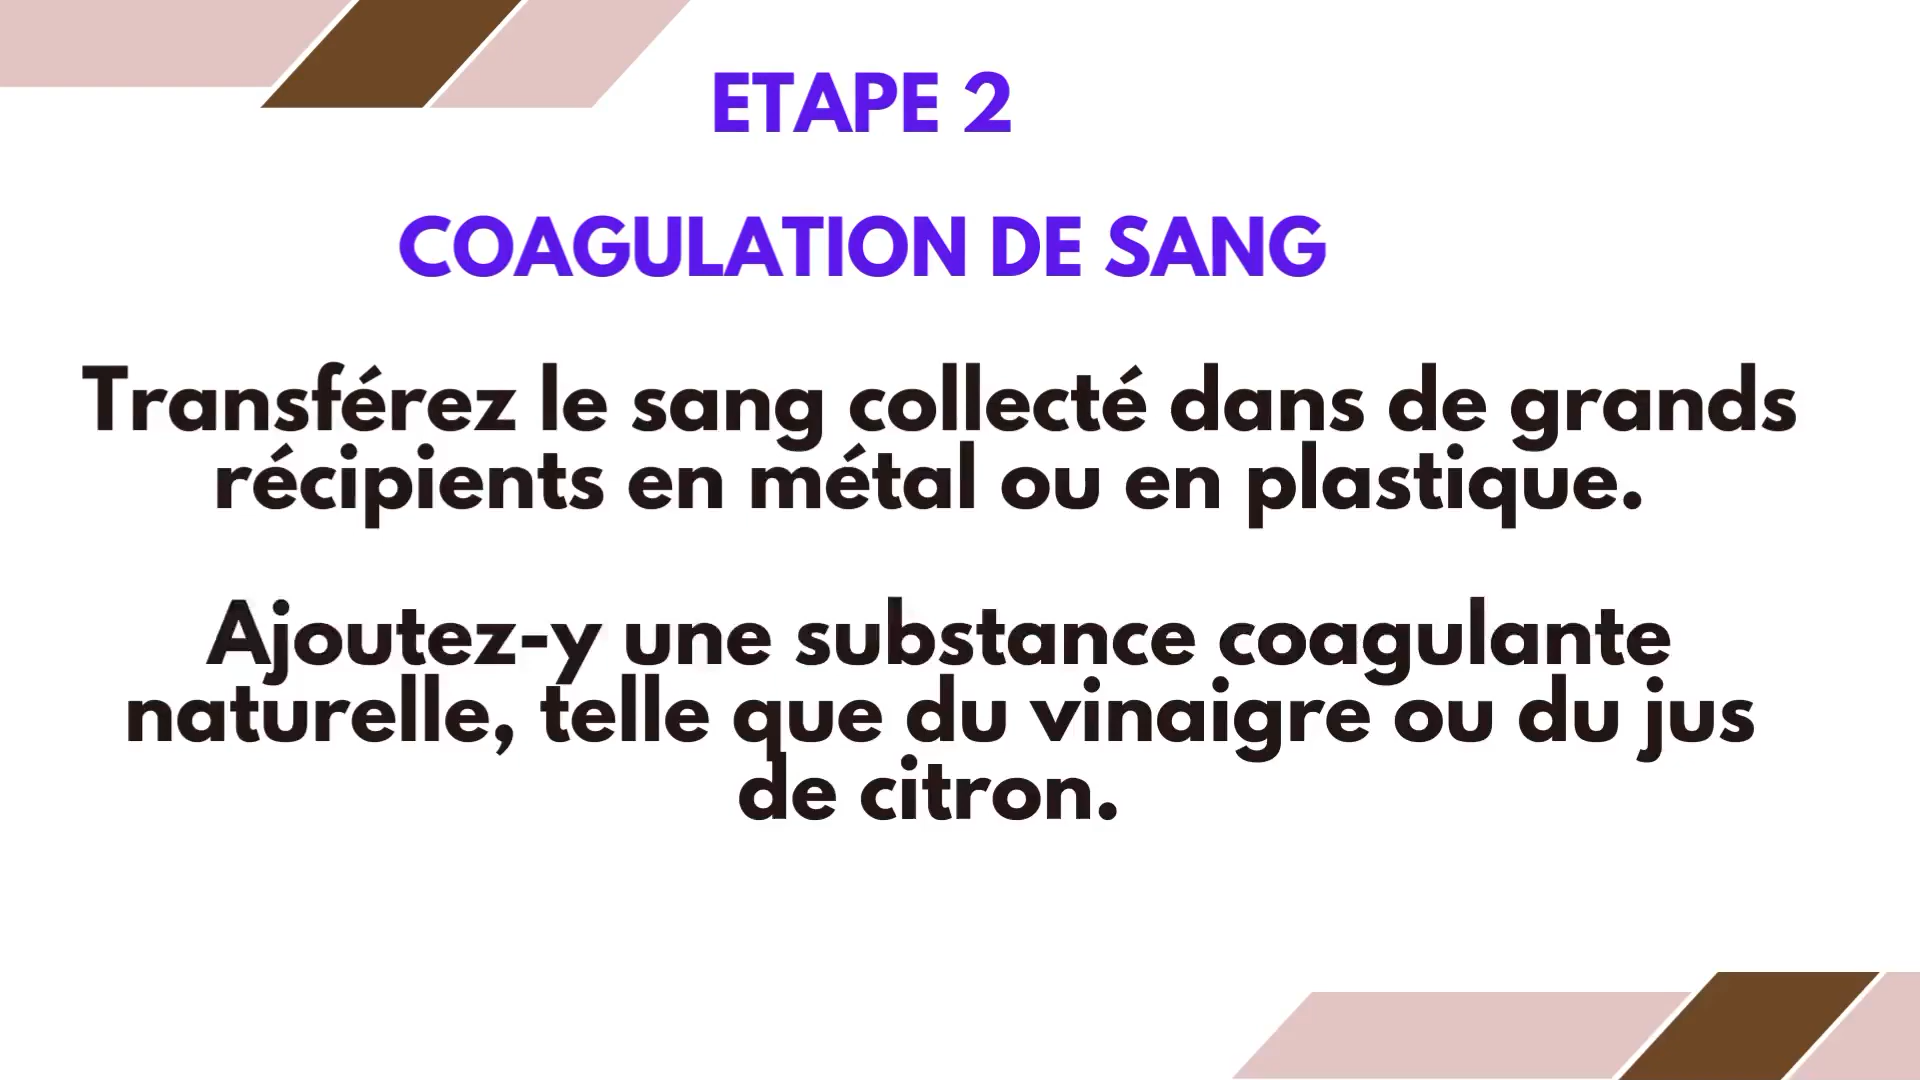 ETAPE 2
COAGULATION DE SANG
Transférez le sang collecté dans de grands
récipients en métal ou en plastique.
Ajoutez-y une substance coagulante
naturelle, telle que du vinaigre ou du jus
de citron.